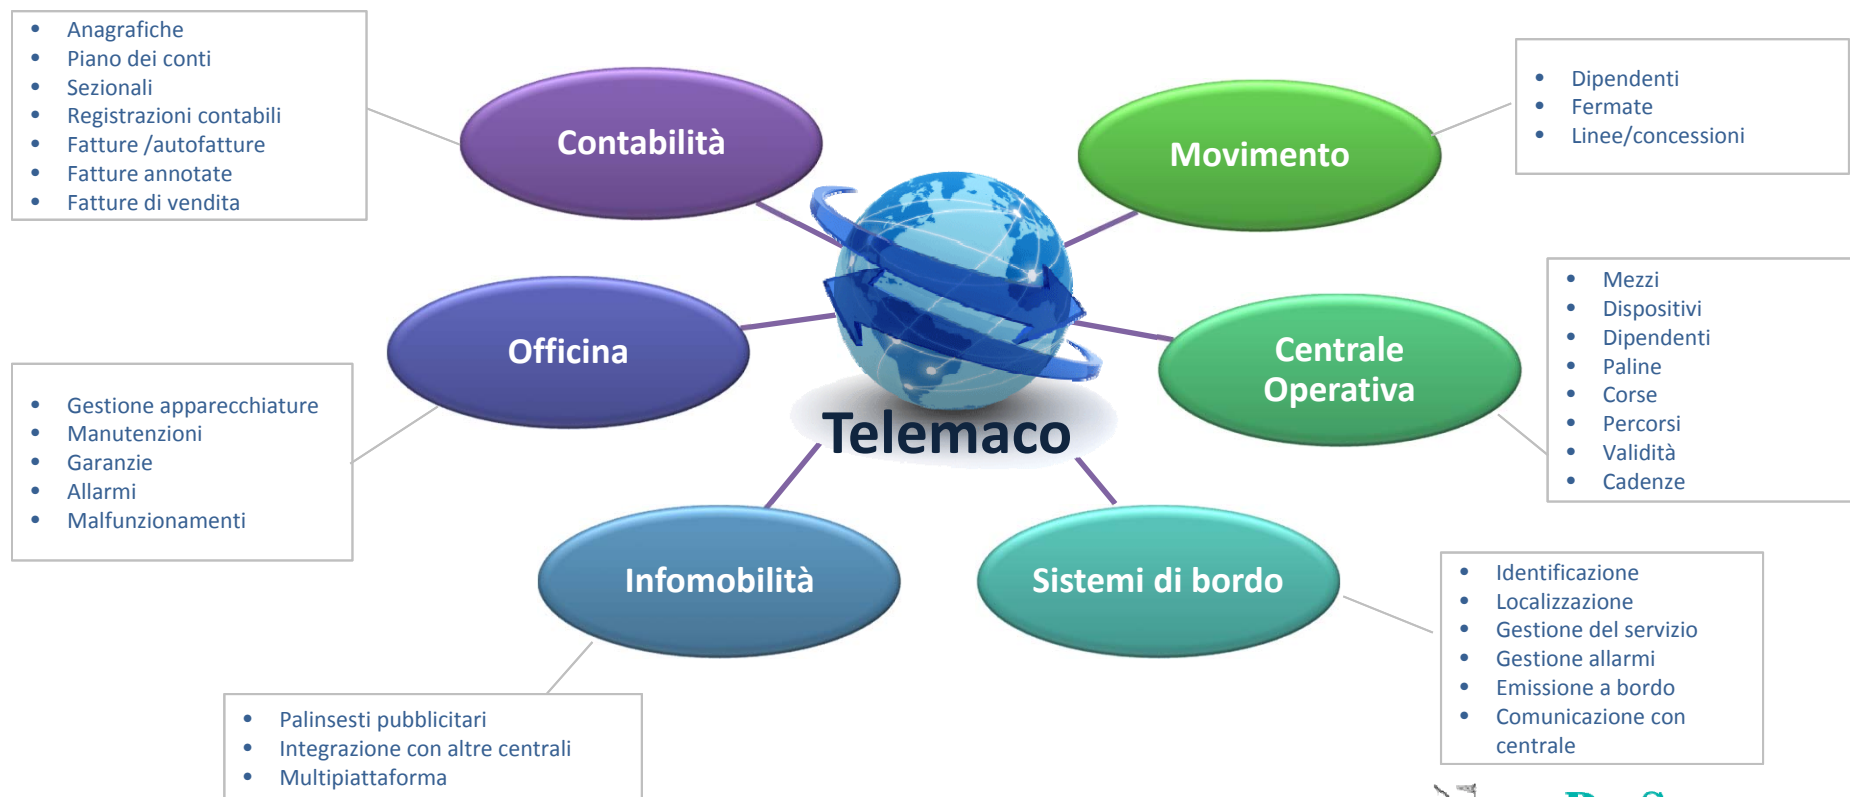 • Anagrafiche
• Piano dei conti
• Sezionali
• Registrazioni contabili
• Fatture /autofatture
• Fatture annotate
• Fatture di vendita
Contabilità
Movimento
• Dipendenti
• Fermate
• Linee/concessioni
Officina
• Gestione apparecchiature
• Manutenzioni
• Garanzie
• Allarmi
• Malfunzionamenti
Telemaco
Centrale
Operativa
• Mezzi
• Dispositivi
• Dipendenti
• Paline
• Corse
• Percorsi
• Validità
• Cadenze
Infomobilità
• Palinsesti pubblicitari
• Integrazione con altre centrali
• Multipiattaforma
Sistemi di bordo
• Identificazione
• Localizzazione
• Gestione del servizio
• Gestione allarmi
• Emissione a bordo
• Comunicazione con
centrale